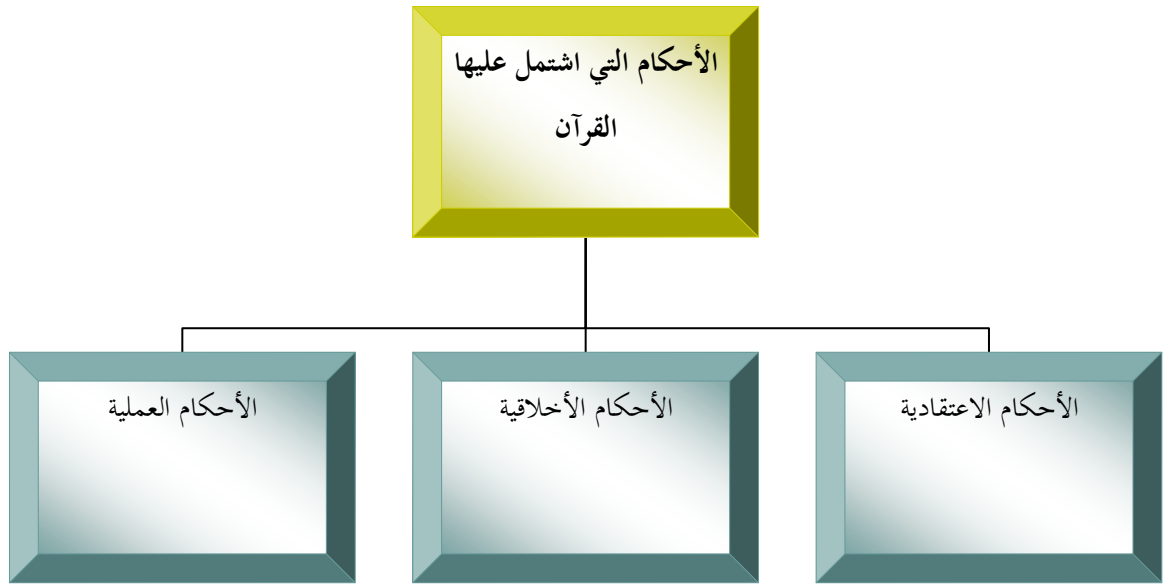 الأحكام التي اشتمل عليها
القرآن
الأحكام الاعتقادية
الأحكام الأخلاقية
الأحكام العملية